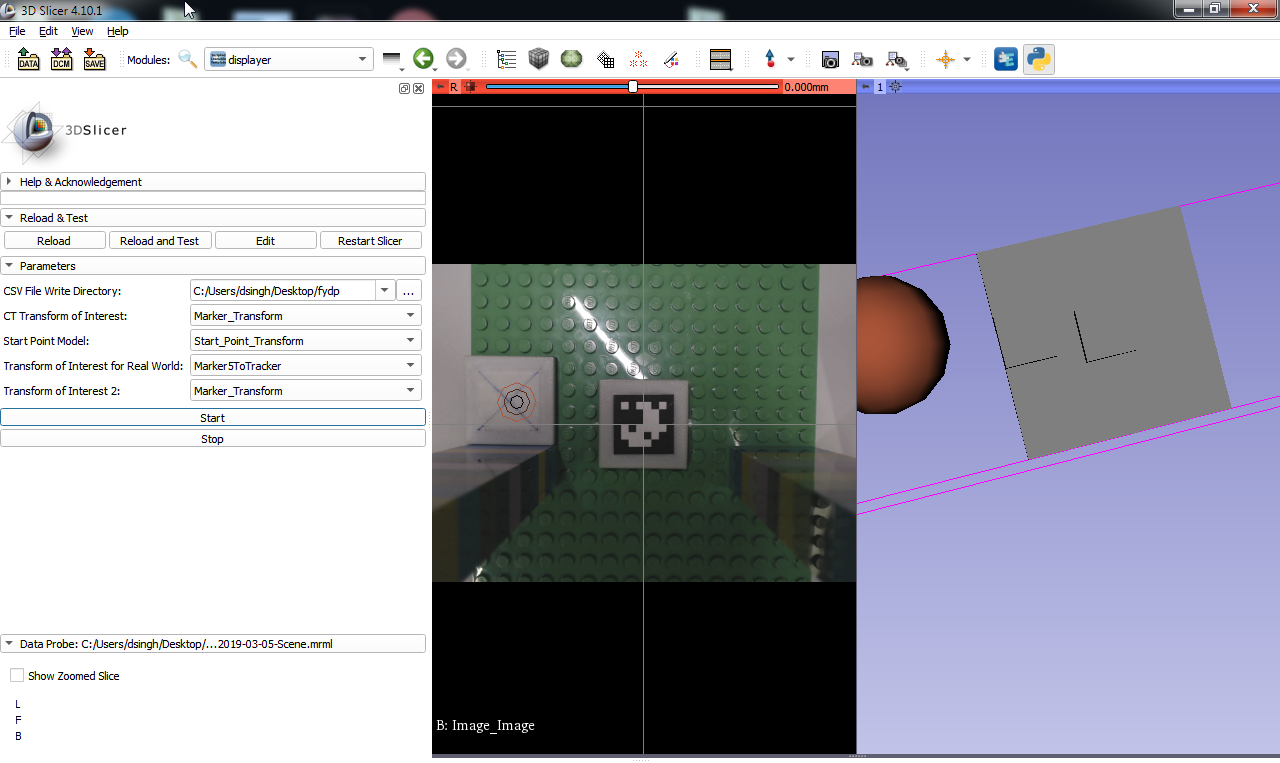 3D Slicer 4.10.1
File Edit View Help
DATA DCM SAVE Modules: displayer
R 0.000mm 1
3DSlicer
Help & Acknowledgement
Reload & Test
Reload Reload and Test Edit Restart Slicer
Parameters
CSV File Write Directory: C:/Users/dsingh/Desktop/fydp ...
CT Transform of Interest: Marker_Transform
Start Point Model: Start_Point_Transform
Transform of Interest for Real World: Marker5ToTracker
Transform of Interest 2: Marker_Transform
Start
Stop
Data Probe: C:/Users/dsingh/Desktop/...2019-03-05-Scene.mrml
Show Zoomed Slice
L
F
B
B: Image_Image